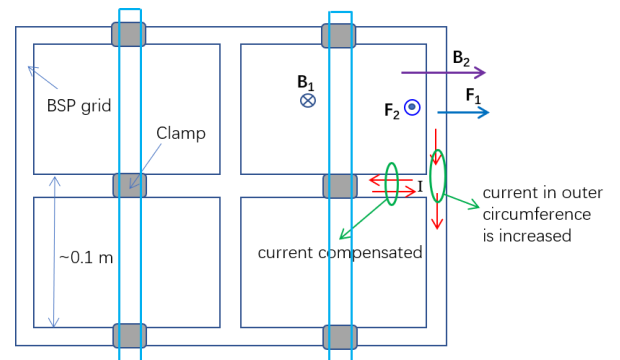 B₂
B₁
F₁
BSP grid
F₂
Clamp
I
current in outer
circumference
is increased
~0.1 m
current compensated